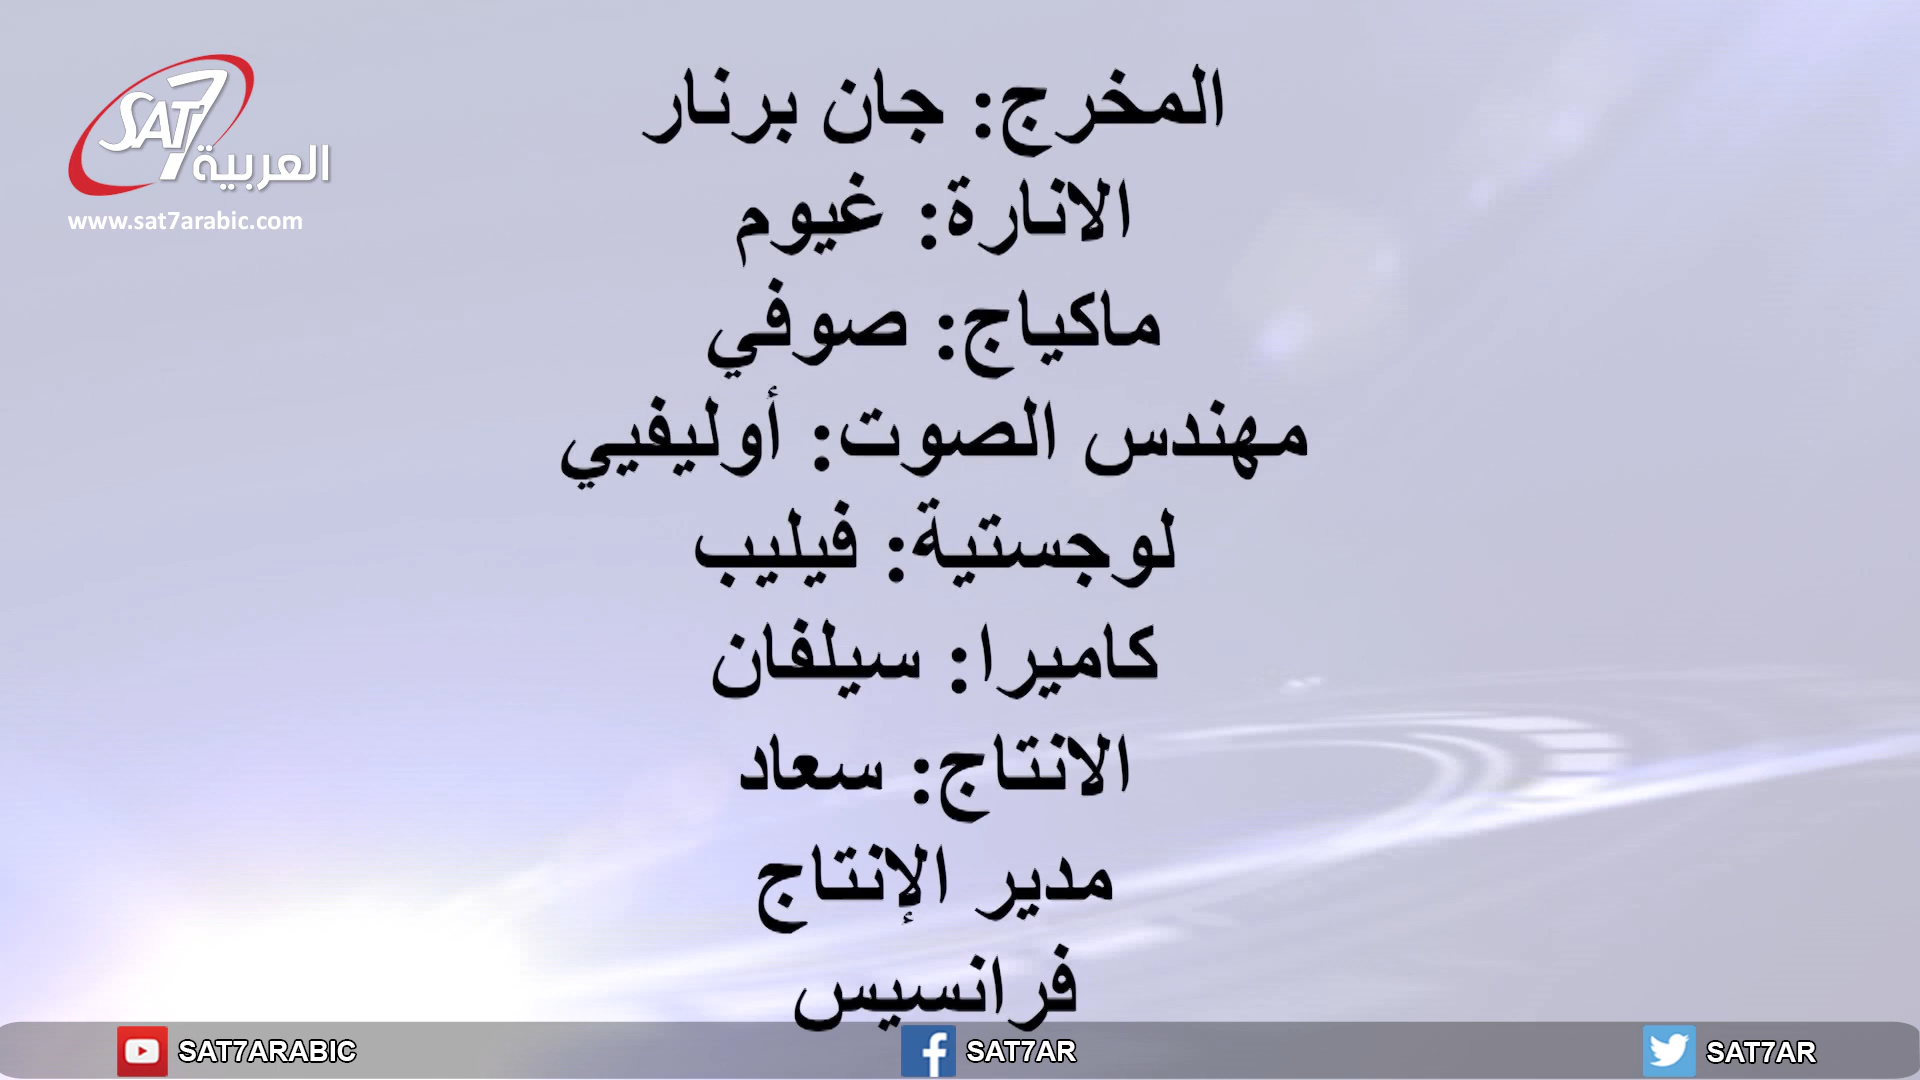 SAT7
العربية
www.sat7arabic.com
المخرج: جان برنار
الانارة: غيوم
ماكياج: صوفي
مهندس الصوت: أوليفيي
لوجستية: فيليب
كاميرا: سيلفان
الانتاج: سعاد
مدير الإنتاج
فرانسيس
SAT7ARABIC
SAT7AR
SAT7AR